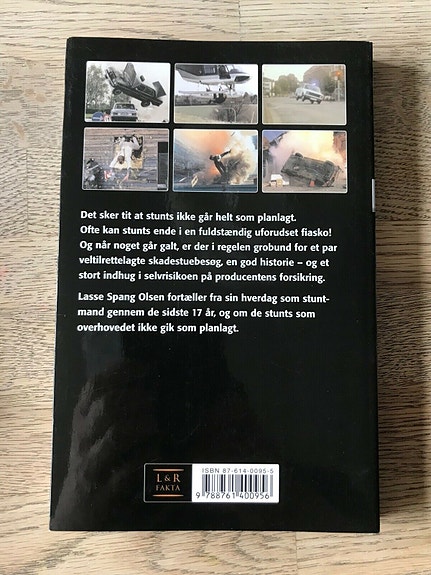 Det sker tit at stunts ikke går helt som planlagt.
Ofte kan stunts ende i en fuldstændig uforudset fiasko!
Og når noget går galt, er der i regelen grobund for et par
veltilrettelagte skadestuebesøg, en god historie – og et
stort indhug i selvrisikoen på producentens forsikring.
Lasse Spang Olsen fortæller fra sin hverdag som stunt-
mand gennem de sidste 17 år, og om de stunts som
overhovedet ikke gik som planlagt.
L & R
FAKTA
ISBN 87-614-0095-5
9 788761 400956